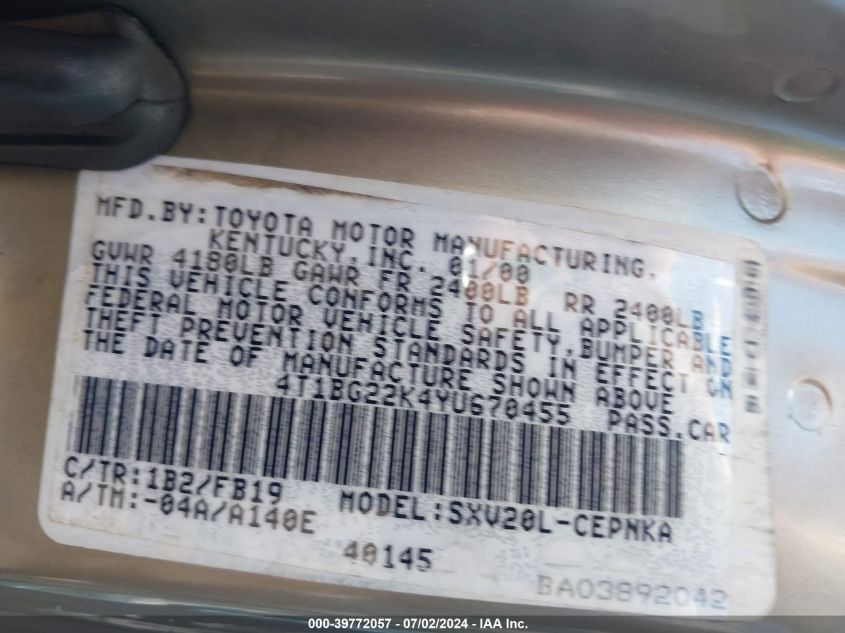 MFD.BY:TOYOTA MOTOR MANUFACTURING,
KENTUCKY,INC. 01/00
GVWR 4180LB GAWR FR 2400LB RR 2400LB
THIS VEHICLE CONFORMS TO ALL APPLICABLE
FEDERAL MOTOR VEHICLE SAFETY,BUMPER AND
THEFT PREVENTION STANDARDS IN EFFECT ON
THE DATE OF MANUFACTURE SHOWN ABOVE.
4T1BG22K4YU670455 PASS.CAR
C/TR:1B2/FB19
A/TM:-04A/A140E MODEL:SXV20L-CEPNKA
40145
BA03892042
000-39772057 - 07/02/2024 - IAA Inc.